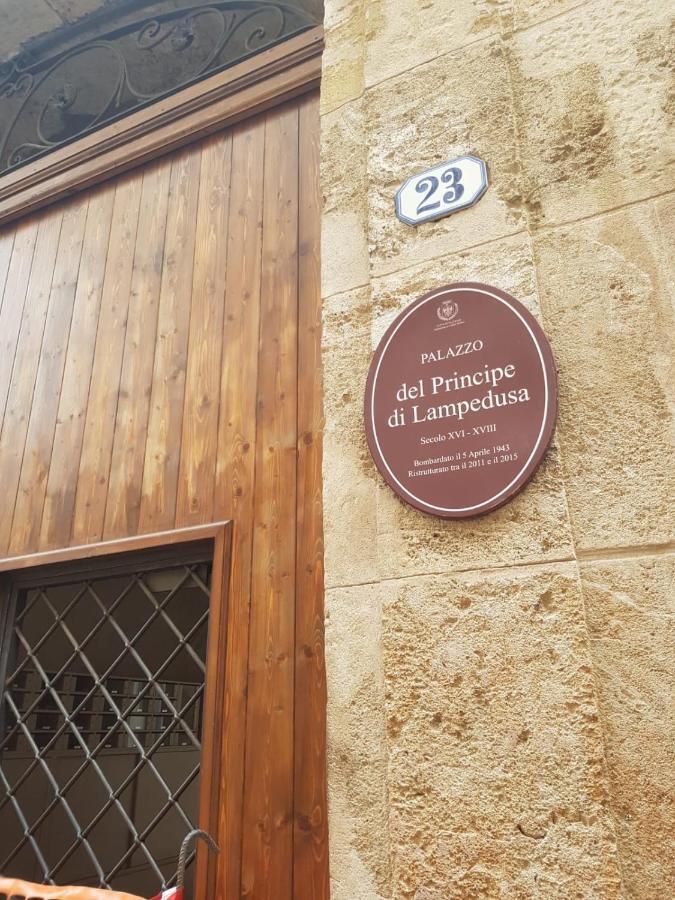 23
PALAZZO
del Principe
di Lampedusa
Secolo XVI - XVIII
Bombardato il 5 Aprile 1943
Ristrutturato tra il 2011 e il 2015